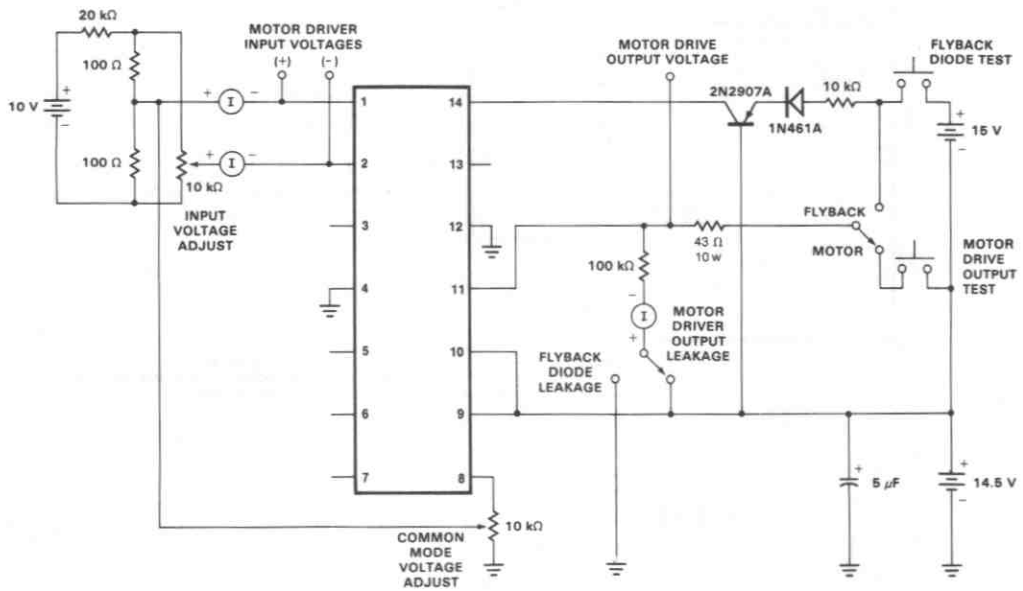 20 kΩ
100 Ω
10 V
+
−
100 Ω
10 kΩ
INPUT
VOLTAGE
ADJUST
MOTOR DRIVER
INPUT VOLTAGES
(+)
(−)
+
I
−
+
I
−
1
2
3
4
5
6
7
14
13
12
11
10
9
8
MOTOR DRIVE
OUTPUT VOLTAGE
2N2907A
1N461A
10 kΩ
FLYBACK
DIODE TEST
+
15 V
−
43 Ω
10 w
FLYBACK
MOTOR
MOTOR
DRIVE
OUTPUT
TEST
100 kΩ
−
I
+
MOTOR
DRIVER
OUTPUT
LEAKAGE
FLYBACK
DIODE
LEAKAGE
+
5 μF
+
14.5 V
−
10 kΩ
COMMON
MODE
VOLTAGE
ADJUST